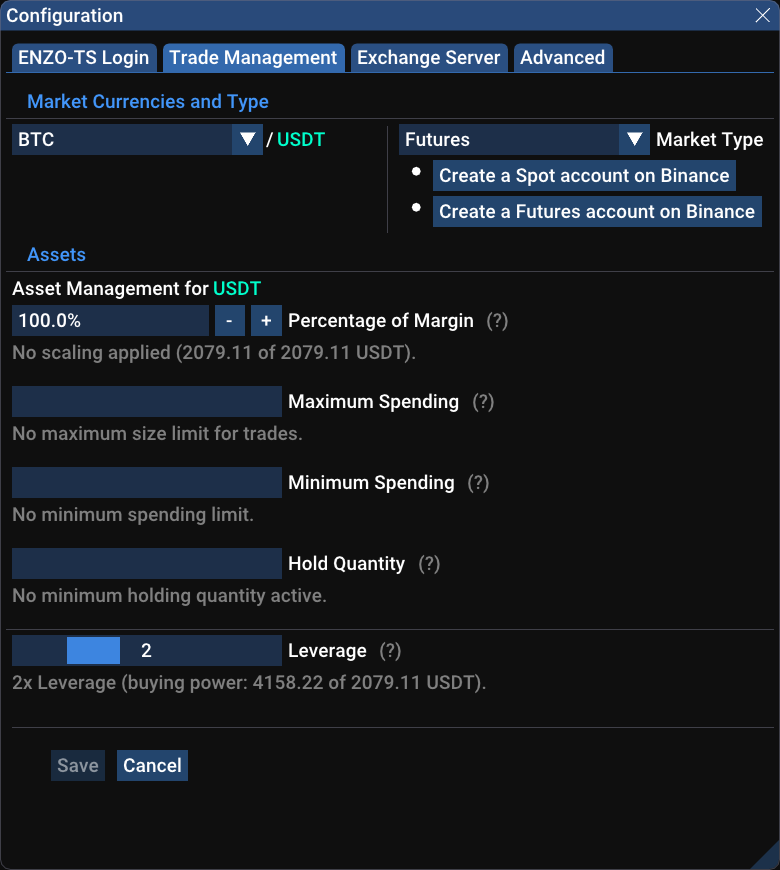 Configuration
ENZO-TS Login Trade Management Exchange Server Advanced
Market Currencies and Type
BTC / USDT
Futures Market Type
Create a Spot account on Binance
Create a Futures account on Binance
Assets
Asset Management for USDT
100.0% - + Percentage of Margin (?)
No scaling applied (2079.11 of 2079.11 USDT).
Maximum Spending (?)
No maximum size limit for trades.
Minimum Spending (?)
No minimum spending limit.
Hold Quantity (?)
No minimum holding quantity active.
2 Leverage (?)
2x Leverage (buying power: 4158.22 of 2079.11 USDT).
Save Cancel